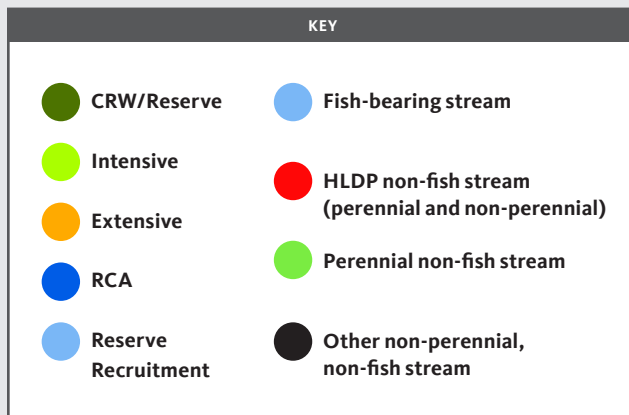 KEY
CRW/Reserve
Intensive
Extensive
RCA
Reserve
Recruitment
Fish-bearing stream
HLDP non-fish stream
(perennial and non-perennial)
Perennial non-fish stream
Other non-perennial,
non-fish stream